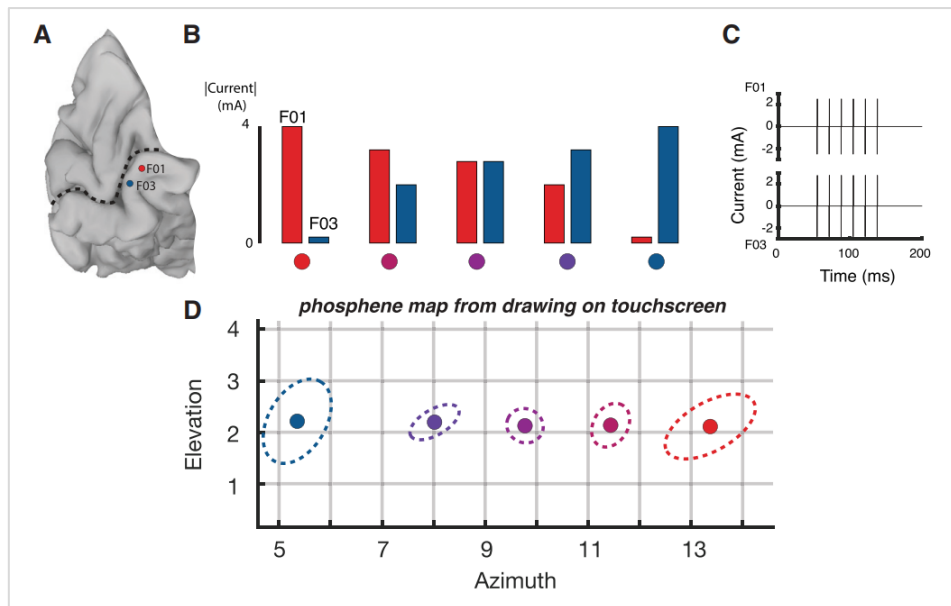 A
F01
F03
B
|Current|
(mA)
4
0
F01
F03
C
F01
2
0
-2
2
0
-2
F03
Current (mA)
0
100
200
Time (ms)
D
phosphene map from drawing on touchscreen
4
3
2
1
Elevation
5
7
9
11
13
Azimuth